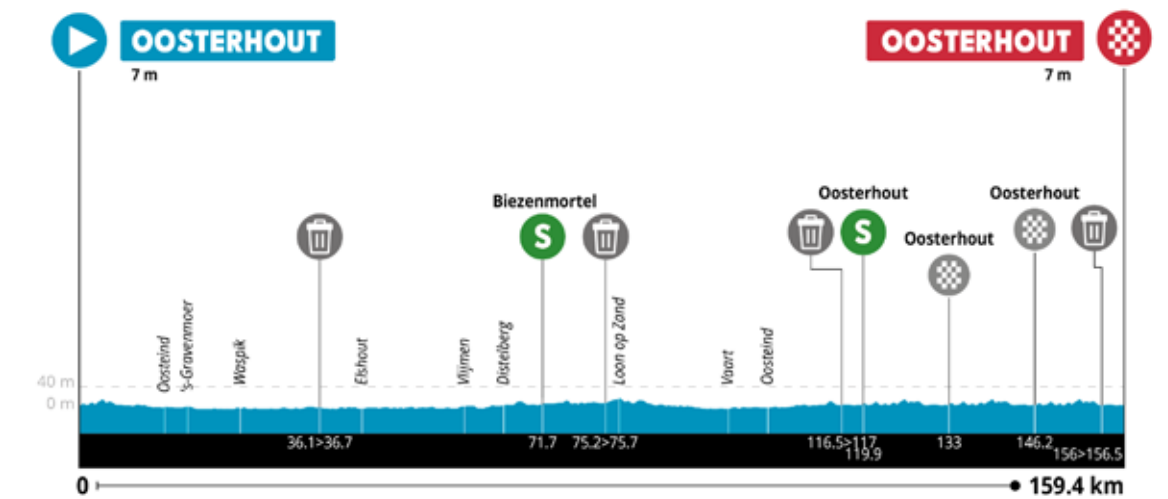 OOSTERHOUT
7 m
OOSTERHOUT
7 m
Biezenmortel
S
Oosterhout
S
Oosterhout
Oosterhout
Oosteind
's-Gravenmoer
Waspik
Elshout
Vlijmen
Distelberg
Loon op Zand
Vaart
Oosteind
40 m
0 m
36.1>36.7
71.7
75.2>75.7
116.5>117
119.9
133
146.2
156>156.5
0
159.4 km